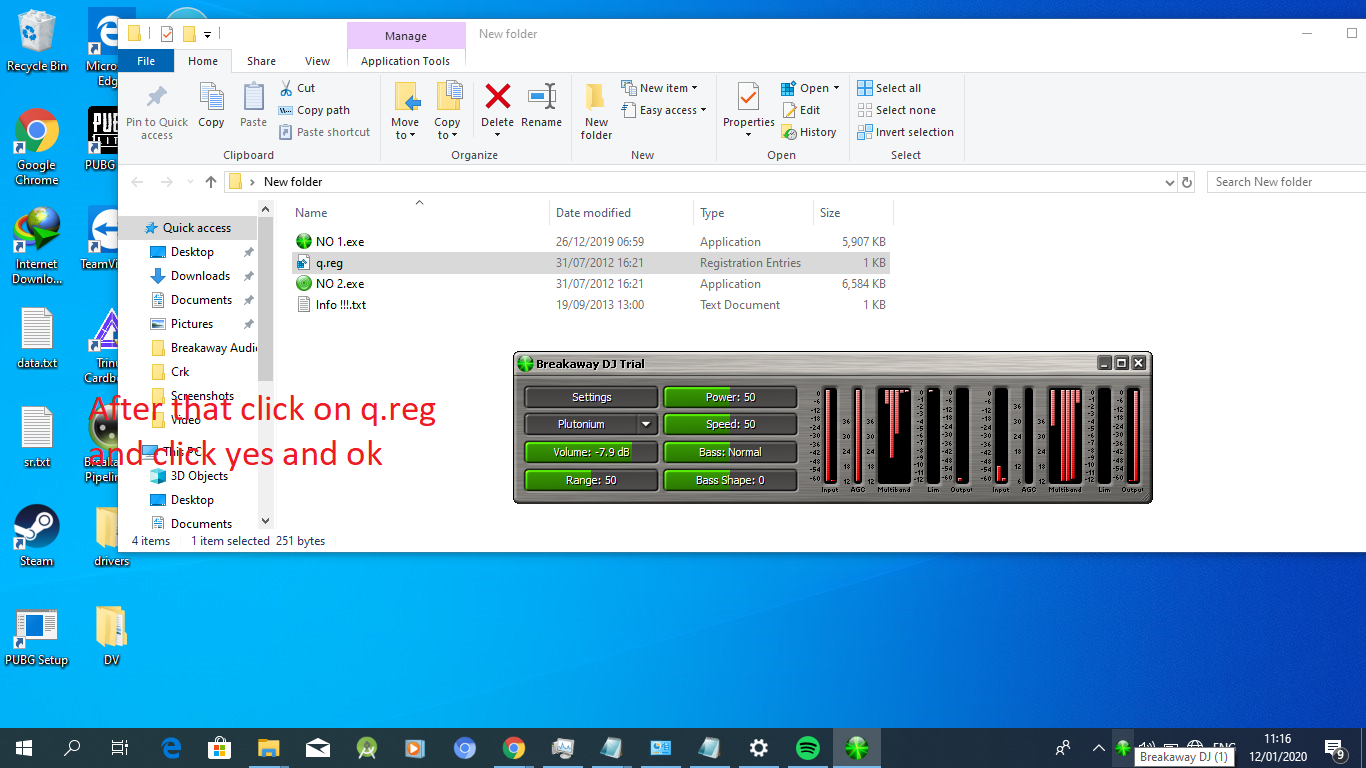 Manage
New folder
File
Home
Share
View
Application Tools
Pin to Quick access
Copy
Paste
Cut
Copy path
Paste shortcut
Clipboard
Move to
Copy to
Delete
Rename
Organize
New folder
New item
Easy access
New
Properties
Open
Edit
History
Open
Select all
Select none
Invert selection
Select
New folder
Search New folder
Quick access
Desktop
Downloads
Documents
Pictures
Breakaway Audi
Crk
Screenshots
Video
This PC
3D Objects
Desktop
Documents
Name Date modified Type Size
NO 1.exe 26/12/2019 06:59 Application 5,907 KB
q.reg 31/07/2012 16:21 Registration Entries 1 KB
NO 2.exe 31/07/2012 16:21 Application 6,584 KB
Info !!!.txt 19/09/2013 13:00 Text Document 1 KB
After that click on q.reg
and click yes and ok
Breakaway DJ Trial
Settings
Power: 50
Plutonium
Speed: 50
Volume: -7.9 dB
Bass: Normal
Range: 50
Bass Shape: 0
Input AGC Multiband Lim Output Input AGC Multiband Lim Output
4 items 1 item selected 251 bytes
Recycle Bin
Google
Chrome
Internet
Downlo...
data.txt
sr.txt
Steam
PUBG Setup
Micros
Edg
PUBG
TeamVi
Trinu
Cardbo
Breaka
Pipelin
drivers
DV
ENG
11:16
12/01/2020
9
Breakaway DJ (1)